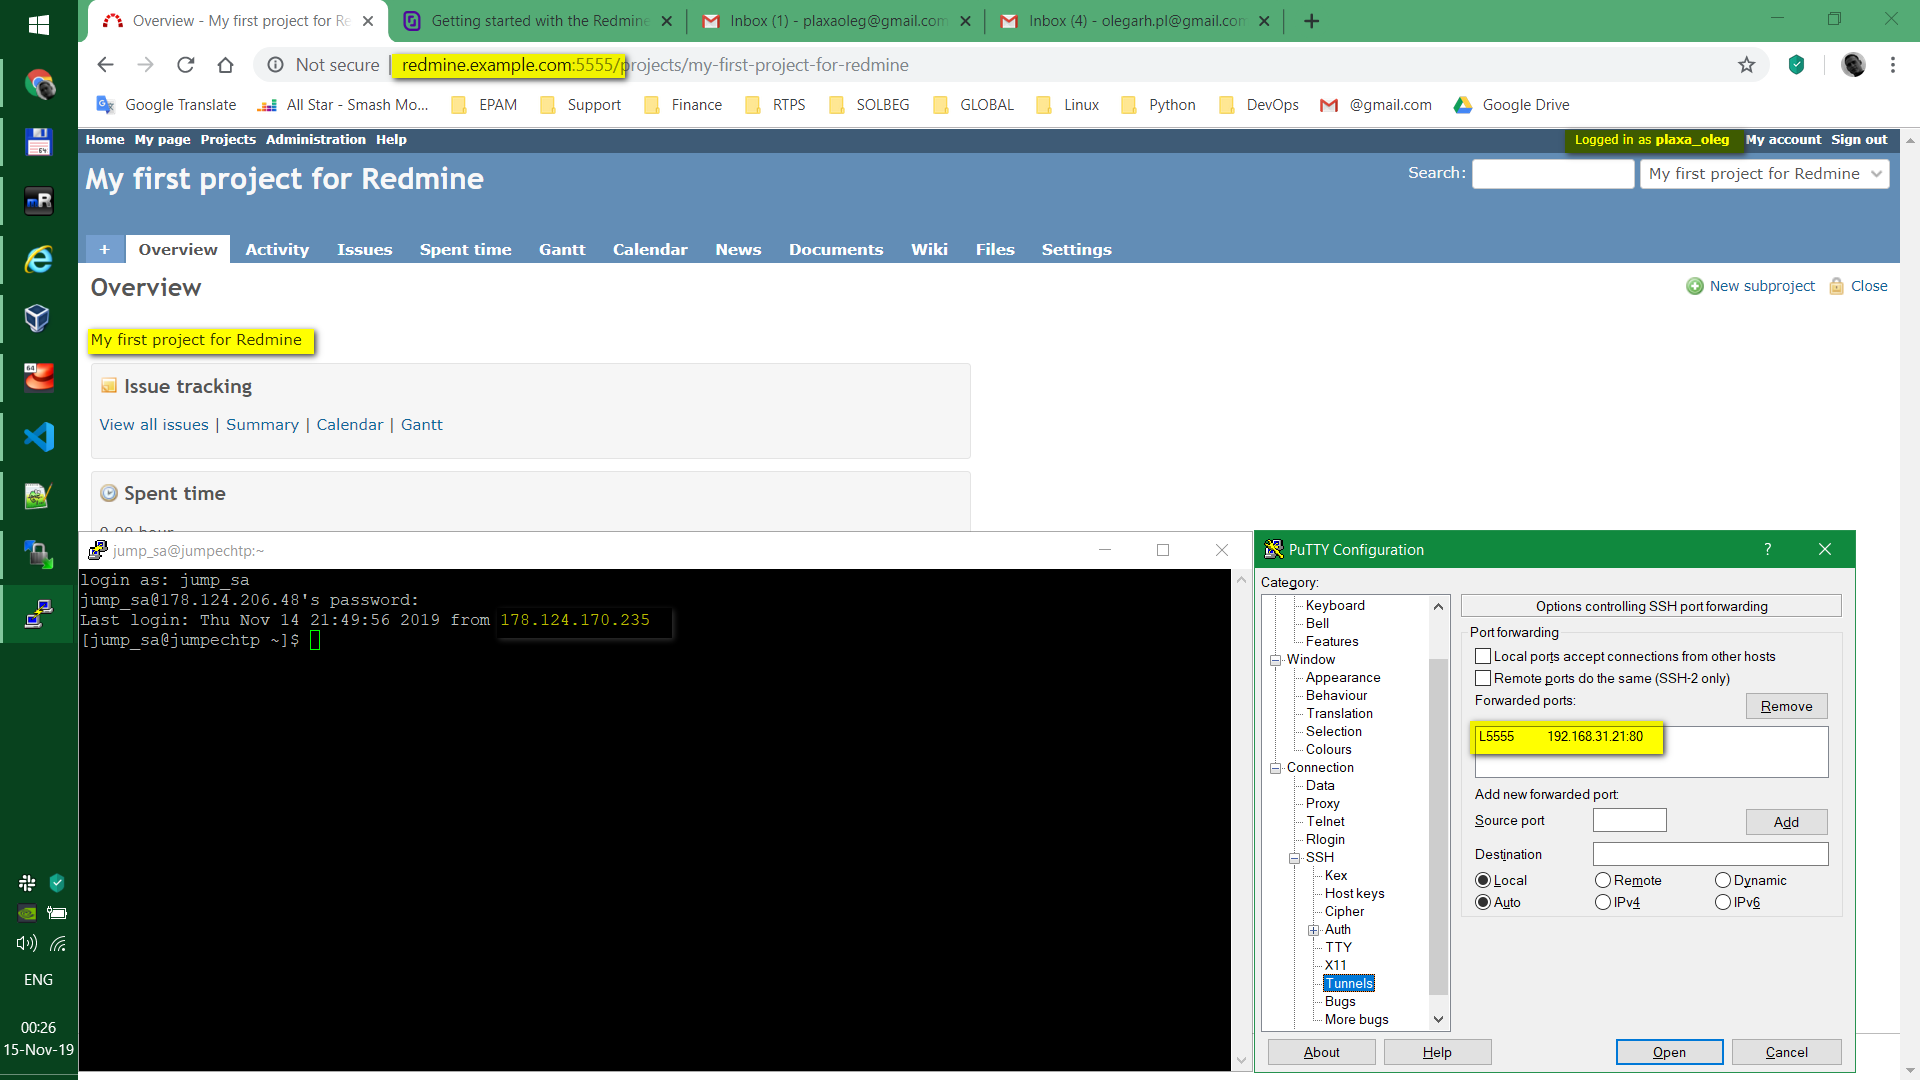 Overview - My first project for Re
Getting started with the Redmine
Inbox (1) - plaxaoleg@gmail.com
Inbox (4) - olegarh.pl@gmail.com
Not secure | redmine.example.com:5555/projects/my-first-project-for-redmine
Google Translate
All Star - Smash Mo...
EPAM
Support
Finance
RTPS
SOLBEG
GLOBAL
Linux
Python
DevOps
@gmail.com
Google Drive
Home My page Projects Administration Help
Logged in as plaxa_oleg My account Sign out
My first project for Redmine
Search:
My first project for Redmine
+ Overview Activity Issues Spent time Gantt Calendar News Documents Wiki Files Settings
Overview
New subproject
Close
My first project for Redmine
Issue tracking
View all issues | Summary | Calendar | Gantt
Spent time
0.00 hour
jump_sa@jumpechtp:~
login as: jump_sa
jump_sa@178.124.206.48's password:
Last login: Thu Nov 14 21:49:56 2019 from 178.124.170.235
[jump_sa@jumpechtp ~]$
PuTTY Configuration
?
Category:
Keyboard
Bell
Features
Window
Appearance
Behaviour
Translation
Selection
Colours
Connection
Data
Proxy
Telnet
Rlogin
SSH
Kex
Host keys
Cipher
Auth
TTY
X11
Tunnels
Bugs
More bugs
Options controlling SSH port forwarding
Port forwarding
Local ports accept connections from other hosts
Remote ports do the same (SSH-2 only)
Forwarded ports:
Remove
L5555 192.168.31.21:80
Add new forwarded port:
Source port
Add
Destination
Local Remote Dynamic
Auto IPv4 IPv6
About
Help
Open
Cancel
64
mR
64
ENG
00:26
15-Nov-19